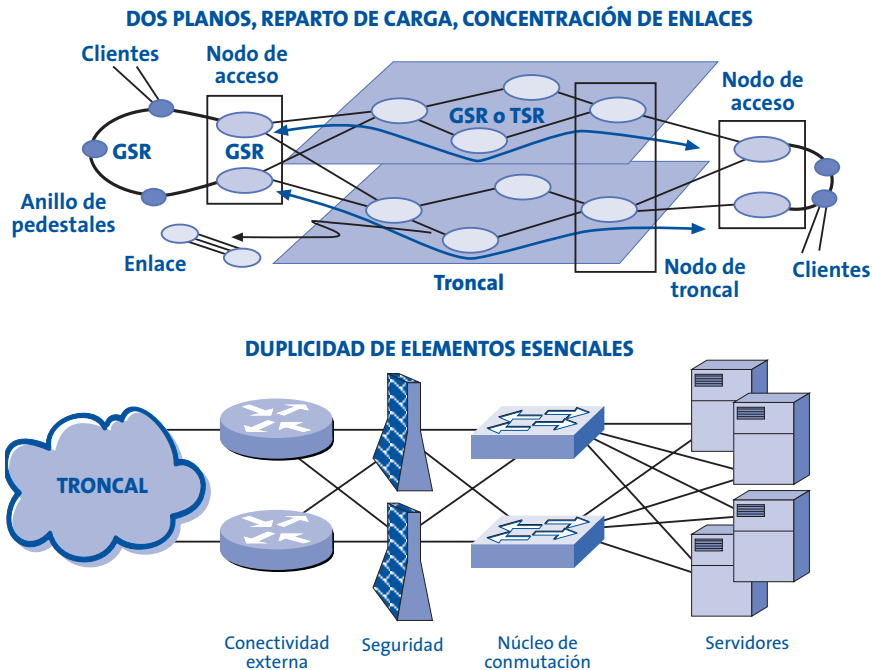 DOS PLANOS, REPARTO DE CARGA, CONCENTRACIÓN DE ENLACES
Clientes
Nodo de
acceso
GSR
GSR
GSR o TSR
Nodo de
acceso
Anillo de
pedestales
Enlace
Troncal
Nodo de
troncal
Clientes
DUPLICIDAD DE ELEMENTOS ESENCIALES
TRONCAL
Conectividad
externa
Seguridad
Núcleo de
conmutación
Servidores